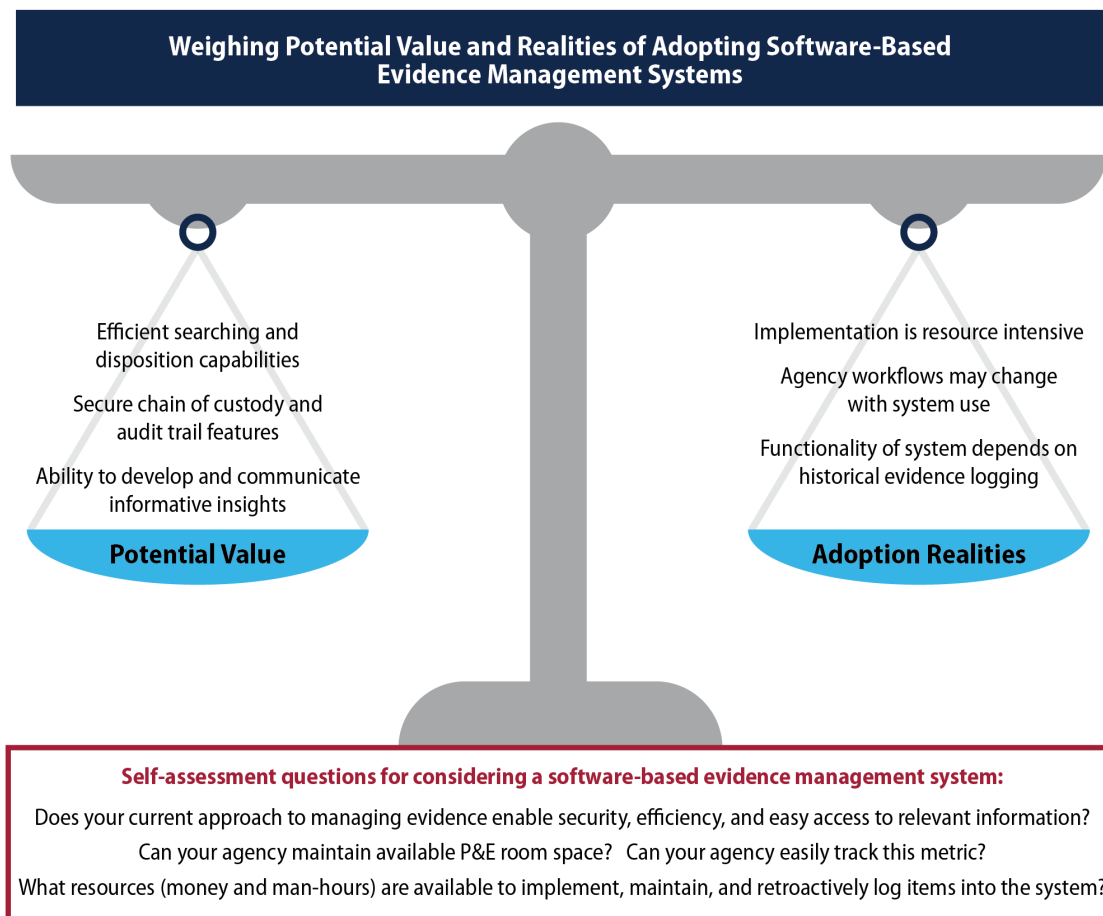 Weighing Potential Value and Realities of Adopting Software-Based
Evidence Management Systems
Efficient searching and
disposition capabilities
Secure chain of custody and
audit trail features
Ability to develop and communicate
informative insights
Potential Value
Implementation is resource intensive
Agency workflows may change
with system use
Functionality of system depends on
historical evidence logging
Adoption Realities
Self-assessment questions for considering a software-based evidence management system:
Does your current approach to managing evidence enable security, efficiency, and easy access to relevant information?
Can your agency maintain available P&E room space? Can your agency easily track this metric?
What resources (money and man-hours) are available to implement, maintain, and retroactively log items into the system?